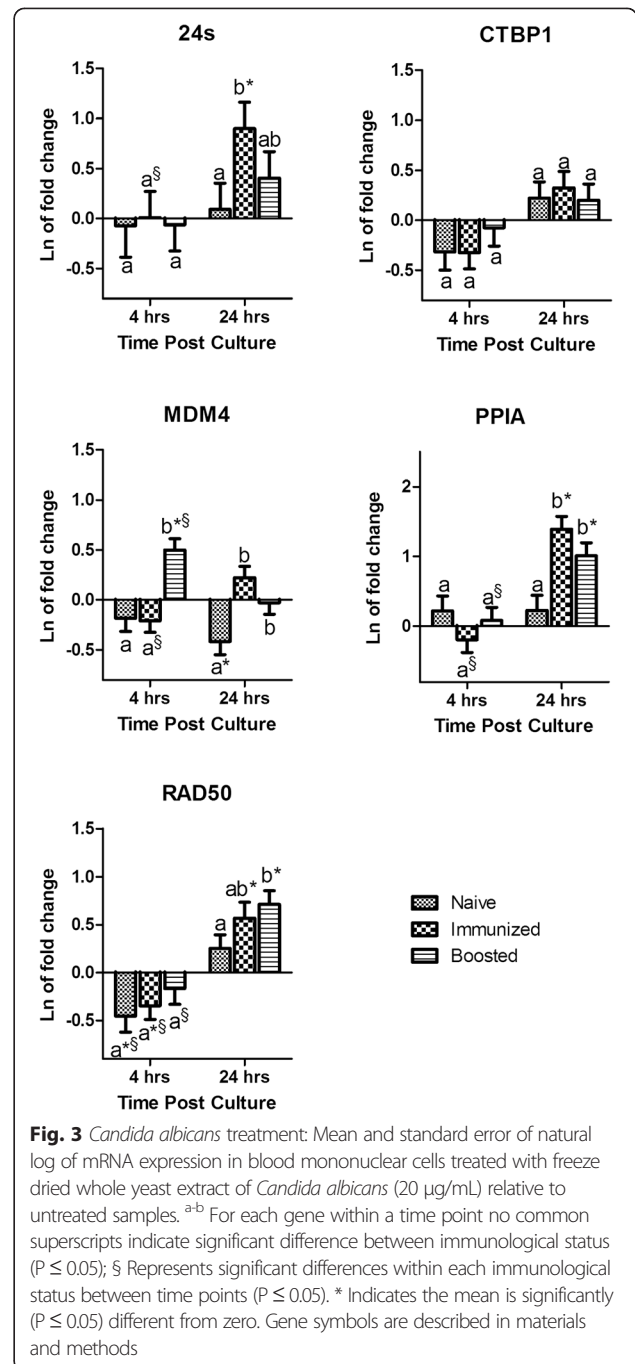 24s
Ln of fold change
1.5
1.0
0.5
0.0
-0.5
a
a§
a
a
b*
ab
4 hrs 24 hrs
Time Post Culture
CTBP1
Ln of fold change
1.5
1.0
0.5
0.0
-0.5
a
a
a
a
a
a
4 hrs 24 hrs
Time Post Culture
MDM4
Ln of fold change
1.5
1.0
0.5
0.0
-0.5
a
a§
b*§
a*
b
b
4 hrs 24 hrs
Time Post Culture
PPIA
Ln of fold change
2
1
0
a
a§
a§
a
b*
b*
4 hrs 24 hrs
Time Post Culture
RAD50
Ln of fold change
1.5
1.0
0.5
0.0
-0.5
a*§
a*§
a§
a
ab*
b*
4 hrs 24 hrs
Time Post Culture
Naive
Immunized
Boosted
Fig. 3 Candida albicans treatment: Mean and standard error of natural
log of mRNA expression in blood mononuclear cells treated with freeze
dried whole yeast extract of Candida albicans (20 μg/mL) relative to
untreated samples. a-b For each gene within a time point no common
superscripts indicate significant difference between immunological status
(P ≤ 0.05); § Represents significant differences within each immunological
status between time points (P ≤ 0.05). * Indicates the mean is significantly
(P ≤ 0.05) different from zero. Gene symbols are described in materials
and methods